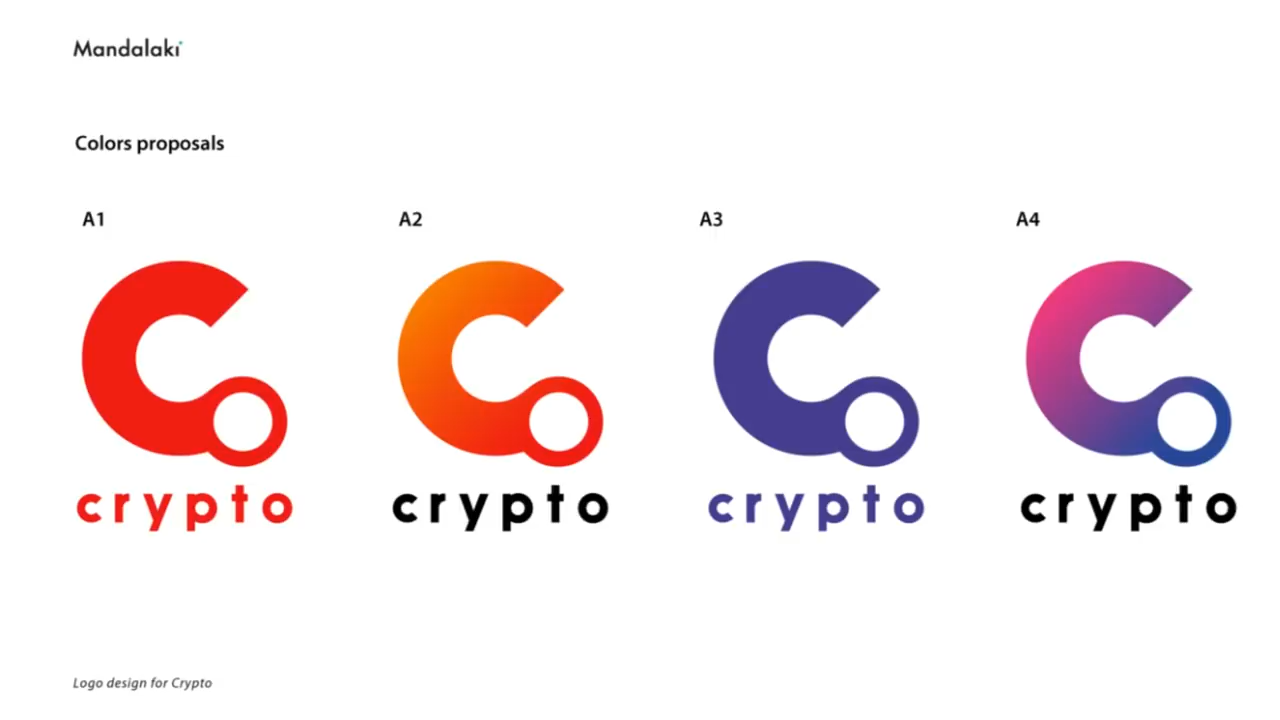 Mandalaki
Colors proposals
A1 A2 A3 A4
crypto crypto crypto crypto
Logo design for Crypto